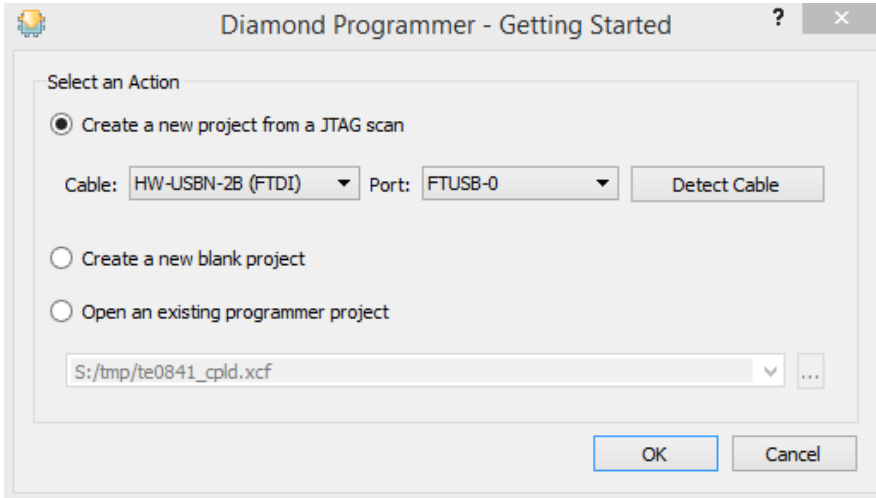 Diamond Programmer - Getting Started ? ×
Select an Action
Create a new project from a JTAG scan
Cable: HW-USBN-2B (FTDI) Port: FTUSB-0 Detect Cable
Create a new blank project
Open an existing programmer project
S:/tmp/te0841_cpld.xcf ...
OK Cancel